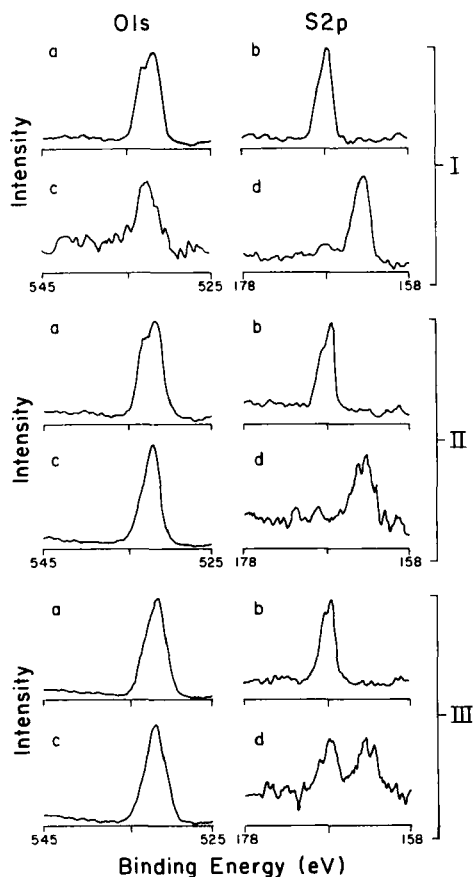 O1s S2p
a b
Intensity
c d
545 525 178 158
I
a b
Intensity
c d
545 525 178 158
II
a b
Intensity
c d
545 525 178 158
III
Binding Energy (eV)